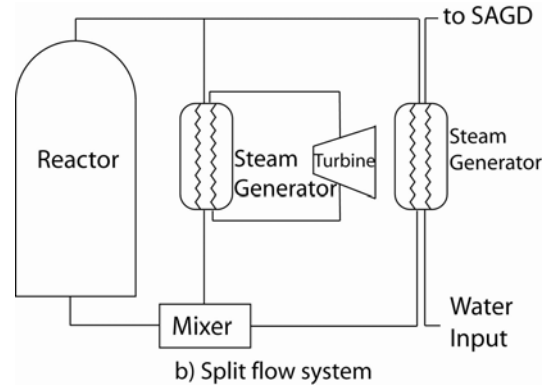 to SAGD
Reactor
Steam
Generator
Turbine
Steam
Generator
Mixer
Water
Input
b) Split flow system